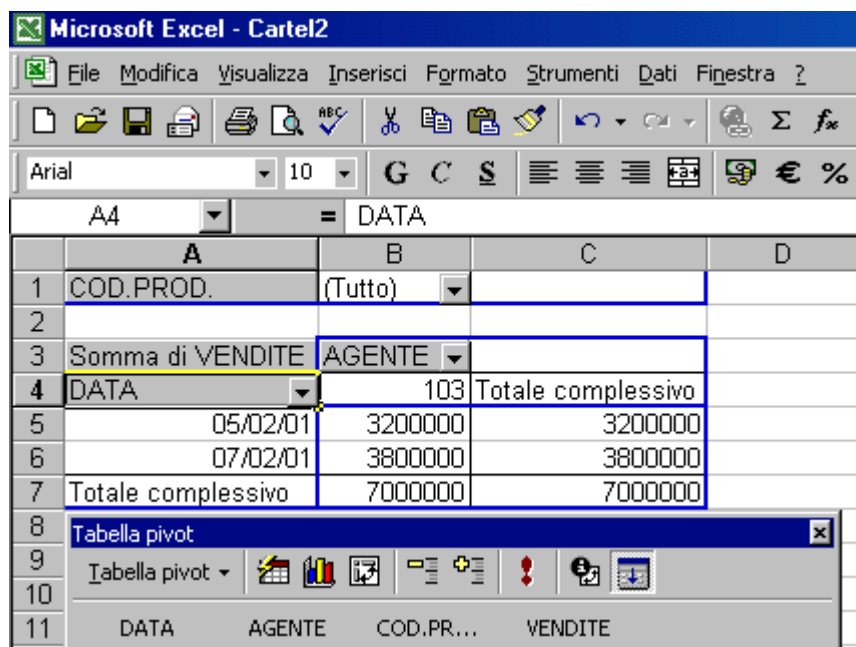 Microsoft Excel - Cartel2
File Modifica Visualizza Inserisci Formato Strumenti Dati Finestra ?
ABC Σ fx
Arial 10 G C S a € %
A4 = DATA
A B C D
1 COD.PROD. (Tutto)
2
3 Somma di VENDITE AGENTE
4 DATA 103 Totale complessivo
5 05/02/01 3200000 3200000
6 07/02/01 3800000 3800000
7 Totale complessivo 7000000 7000000
8 Tabella pivot
9 Tabella pivot
10
11 DATA AGENTE COD.PR... VENDITE